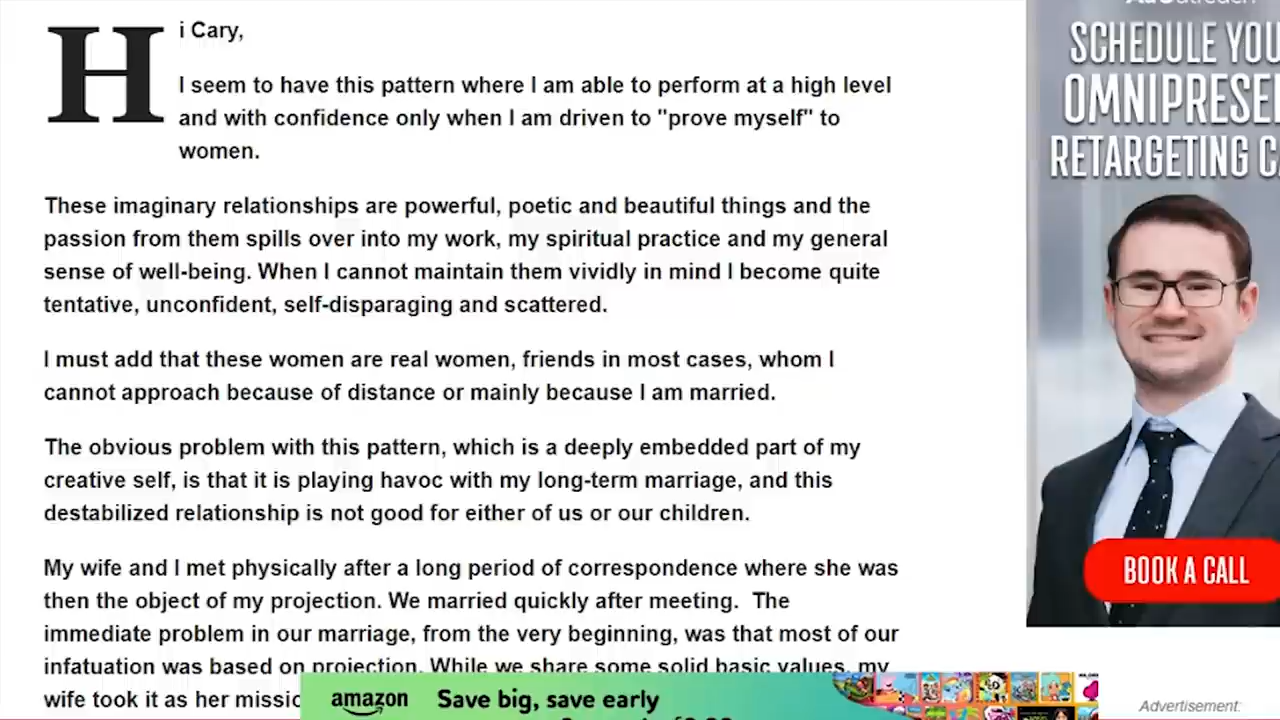 Hi Cary,
I seem to have this pattern where I am able to perform at a high level
and with confidence only when I am driven to "prove myself" to
women.
These imaginary relationships are powerful, poetic and beautiful things and the
passion from them spills over into my work, my spiritual practice and my general
sense of well-being. When I cannot maintain them vividly in mind I become quite
tentative, unconfident, self-disparaging and scattered.
I must add that these women are real women, friends in most cases, whom I
cannot approach because of distance or mainly because I am married.
The obvious problem with this pattern, which is a deeply embedded part of my
creative self, is that it is playing havoc with my long-term marriage, and this
destabilized relationship is not good for either of us or our children.
My wife and I met physically after a long period of correspondence where she was
then the object of my projection. We married quickly after meeting. The
immediate problem in our marriage, from the very beginning, was that most of our
infatuation was based on projection. While we share some solid basic values, my
wife took it as her missio
SCHEDULE YOU
OMNIPRESE
RETARGETING
BOOK A CALL
amazon
Save big, save early
Advertisement: